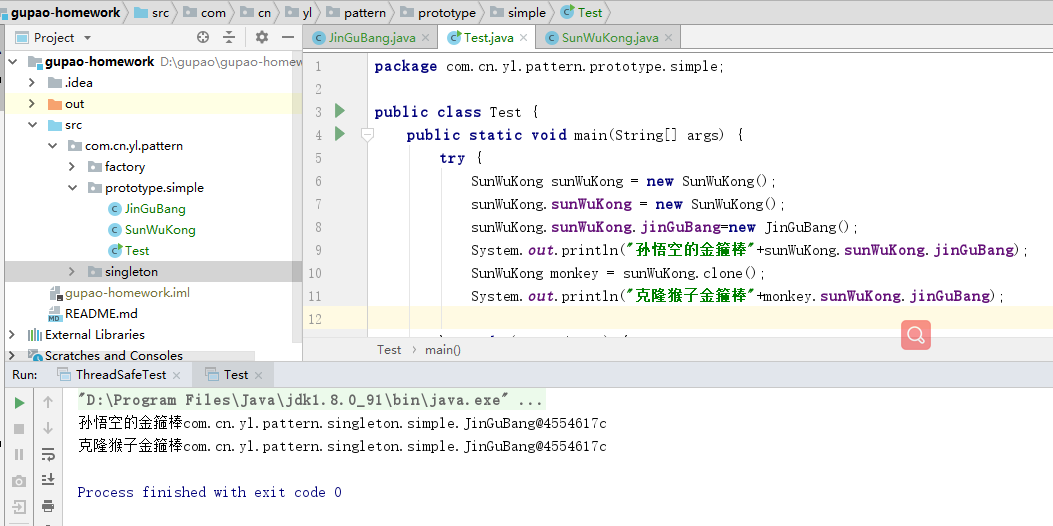 gupao-homework src com cn yl pattern prototype simple Test
Project
JinGuBang.java Test.java SunWuKong.java
gupao-homework D:\gupao\gupao-homew
.idea
out
src
com.cn.yl.pattern
factory
prototype.simple
JinGuBang
SunWuKong
Test
singleton
gupao-homework.iml
README.md
External Libraries
Scratches and Consoles
1 package com.cn.yl.pattern.prototype.simple;
2
3 public class Test {
4 public static void main(String[] args) {
5 try {
6 SunWuKong sunWuKong = new SunWuKong();
7 sunWuKong.sunWuKong = new SunWuKong();
8 sunWuKong.sunWuKong.jinGuBang=new JinGuBang();
9 System.out.println("孙悟空的金箍棒"+sunWuKong.sunWuKong.jinGuBang);
10 SunWuKong monkey = sunWuKong.clone();
11 System.out.println("克隆猴子金箍棒"+monkey.sunWuKong.jinGuBang);
12
Test main()
Run: ThreadSafeTest Test
"D:\Program Files\Java\jdk1.8.0_91\bin\java.exe" ...
孙悟空的金箍棒com.cn.yl.pattern.singleton.simple.JinGuBang@4554617c
克隆猴子金箍棒com.cn.yl.pattern.singleton.simple.JinGuBang@4554617c
Process finished with exit code 0